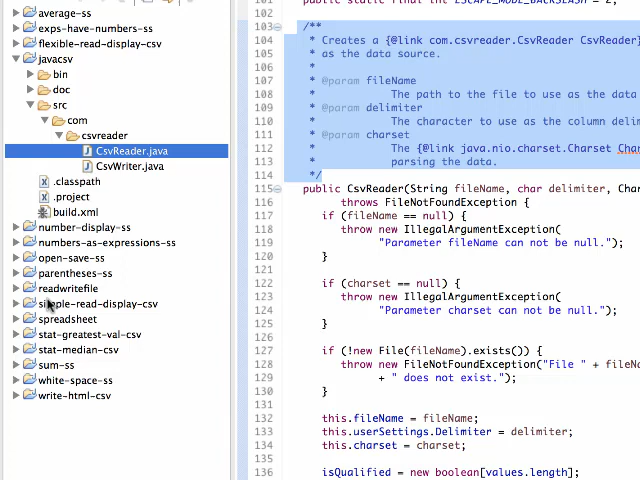 average-ss
exps-have-numbers-ss
flexible-read-display-csv
javacsv
bin
doc
src
com
csvreader
CsvReader.java
CsvWriter.java
.classpath
.project
build.xml
number-display-ss
numbers-as-expressions-ss
open-save-ss
parentheses-ss
readwritefile
simple-read-display-csv
spreadsheet
stat-greatest-val-csv
stat-median-csv
sum-ss
white-space-ss
write-html-csv
101 public static final int ESCAPE_MODE_BACKSLASH = 2;
102
103 /**
104 * Creates a {@link com.csvreader.CsvReader CsvReader}
105 * as the data source.
106 *
107 * @param fileName
108 * The path to the file to use as the data
109 * @param delimiter
110 * The character to use as the column delim
111 * @param charset
112 * The {@link java.nio.charset.Charset Char
113 * parsing the data.
114 */
115 public CsvReader(String fileName, char delimiter, Char
116 throws FileNotFoundException {
117 if (fileName == null) {
118 throw new IllegalArgumentException(
119 "Parameter fileName can not be null.");
120 }
121
122 if (charset == null) {
123 throw new IllegalArgumentException(
124 "Parameter charset can not be null.");
125 }
126
127 if (!new File(fileName).exists()) {
128 throw new FileNotFoundException("File " + fileNa
129 + " does not exist.");
130 }
131
132 this.fileName = fileName;
133 this.userSettings.Delimiter = delimiter;
134 this.charset = charset;
135
136 isQualified = new boolean[values.length];